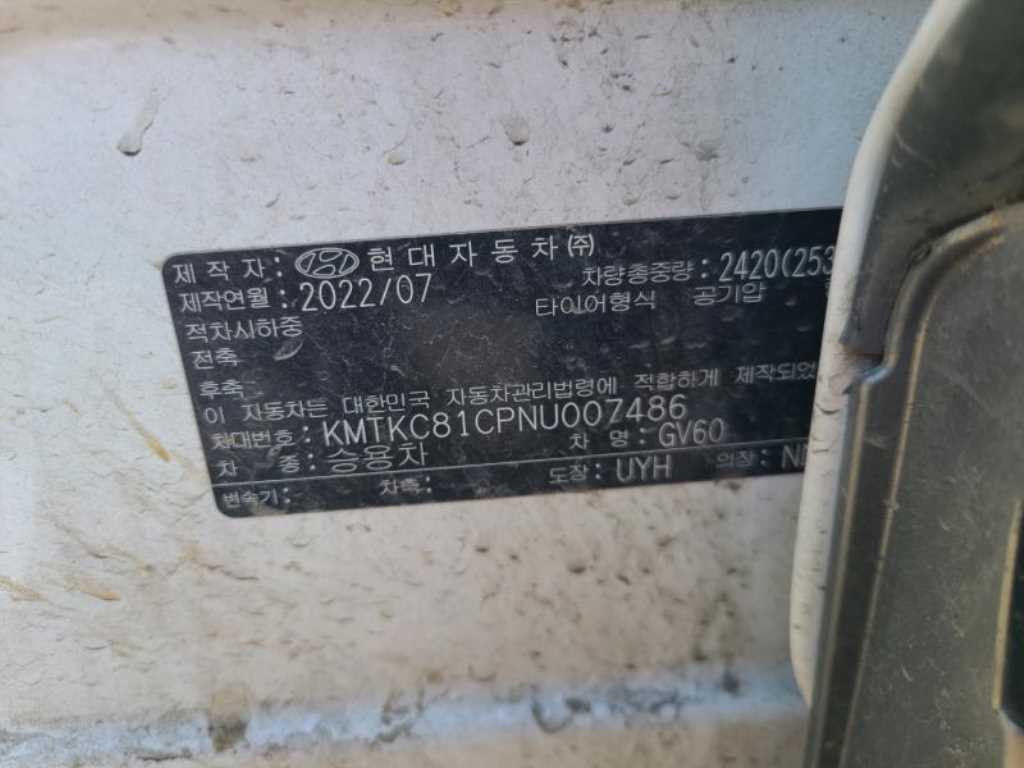 제 작 자 : 현대자동차㈜
차량총중량 : 2420(253
제작연월 : 2022/07
타이어형식 공기압
적차시하중
전축
후축 :
이 자동차는 대한민국 자동차관리법령에 적합하게 제작되었
차대번호 : KMTKC81CPNU007486
차 종 : 승용차 차 명 : GV60
변속기 : 차축 : 도장 : UYH 의장 :